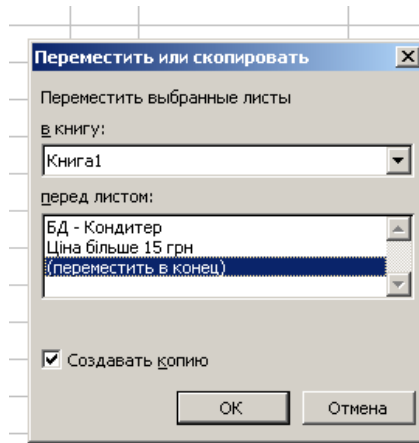 Переместить или скопировать
Переместить выбранные листы
в книгу:
Книга1
перед листом:
БД - Кондитер
Ціна більше 15 грн
(переместить в конец)
Создавать копию
ОК Отмена